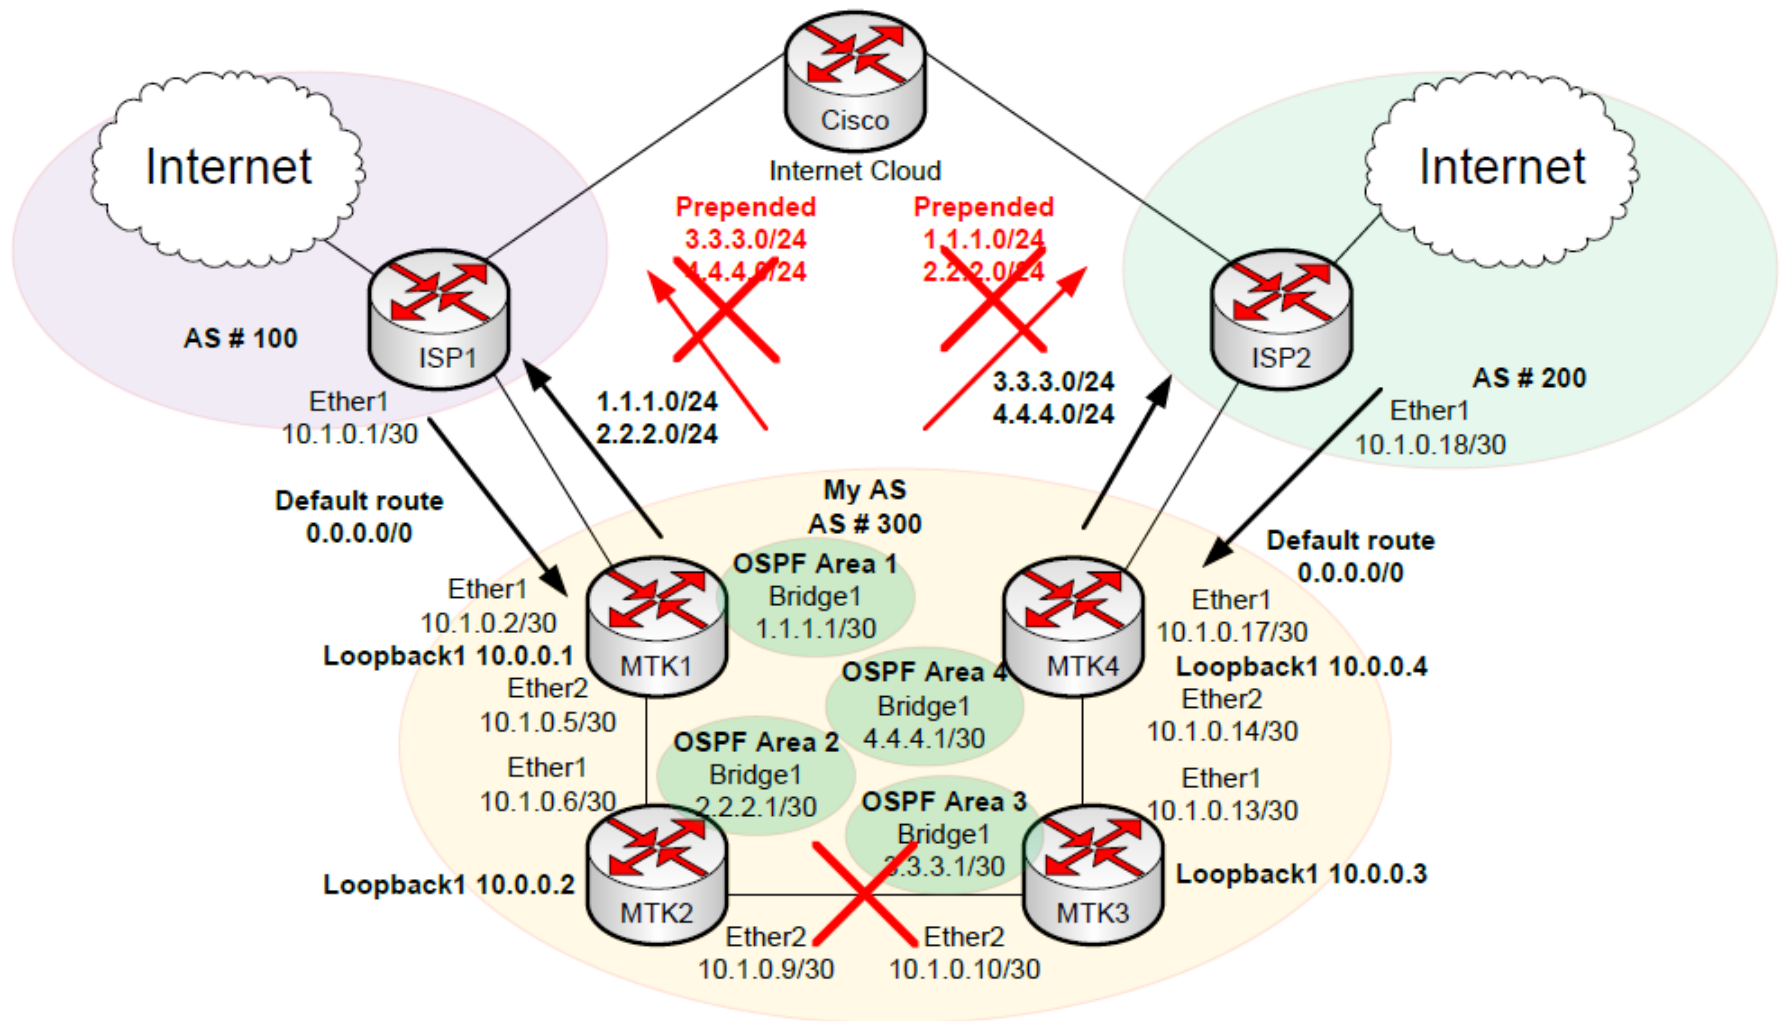 Cisco
Internet Cloud
Internet
Internet
Prepended
3.3.3.0/24
4.4.4.0/24
Prepended
1.1.1.0/24
2.2.2.0/24
ISP1
AS # 100
ISP2
AS # 200
Ether1
10.1.0.1/30
1.1.1.0/24
2.2.2.0/24
3.3.3.0/24
4.4.4.0/24
Ether1
10.1.0.18/30
Default route
0.0.0.0/0
My AS
AS # 300
Default route
0.0.0.0/0
OSPF Area 1
Bridge1
1.1.1.1/30
Ether1
10.1.0.2/30
Loopback1 10.0.0.1
MTK1
Ether2
10.1.0.5/30
Ether1
10.1.0.17/30
MTK4
Loopback1 10.0.0.4
Ether2
10.1.0.14/30
OSPF Area 4
Bridge1
4.4.4.1/30
OSPF Area 2
Bridge1
2.2.2.1/30
Ether1
10.1.0.6/30
OSPF Area 3
Bridge1
3.3.3.1/30
Ether1
10.1.0.13/30
Loopback1 10.0.0.2
MTK2
MTK3
Loopback1 10.0.0.3
Ether2
10.1.0.9/30
Ether2
10.1.0.10/30